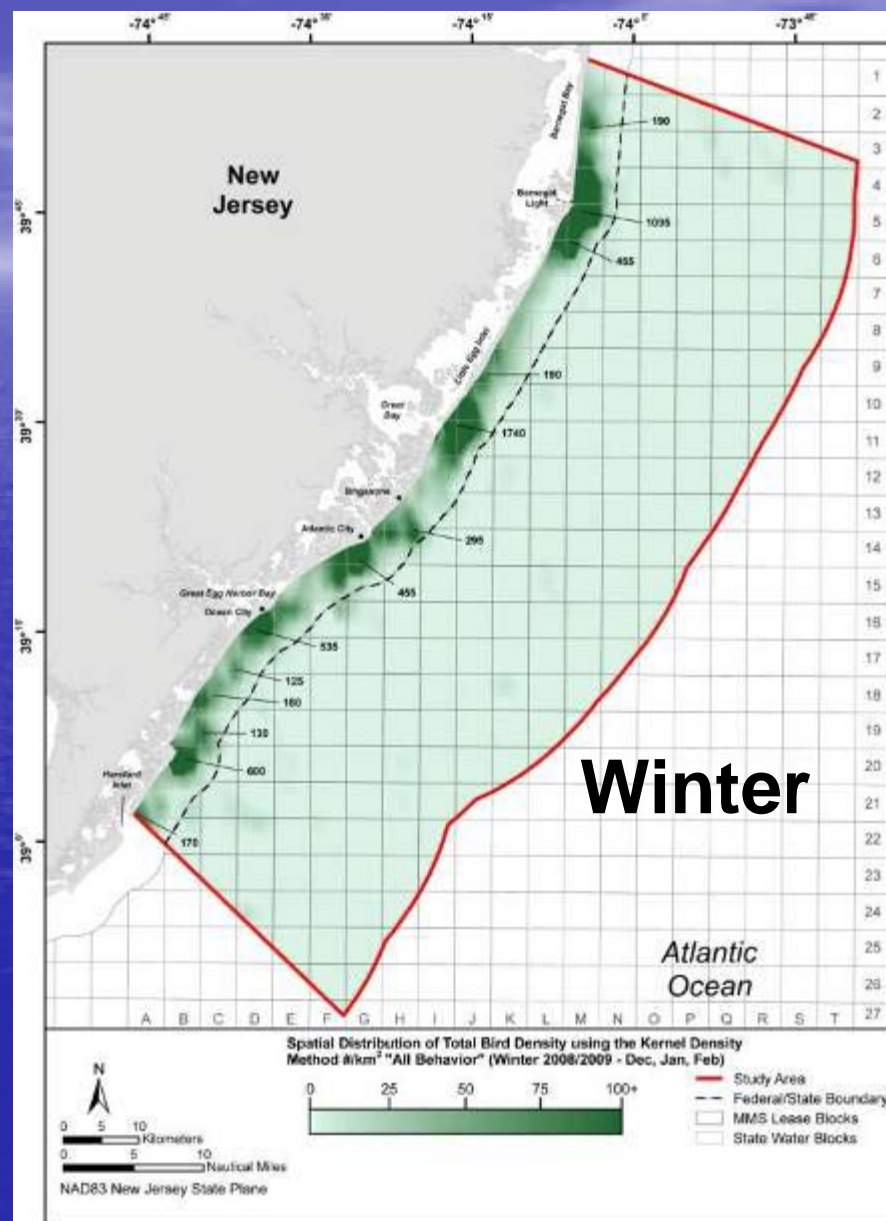 -74° 45' -74° 30' -74° 15' -74° 0'
1
2
3
4
5
6
7
8
9
10
11
12
13
14
15
16
17
18
19
20
21
22
23
24
25
26
27
New
Jersey
Barnegat Bay
190
Barnegat
Light
1095
39° 45'
455
Little Egg Inlet
190
Great
Bay
1740
Brigantine
Atlantic City
295
455
Great Egg Harbor Bay
Ocean City
39° 15'
535
125
160
130
600
Hereford
Inlet
170
39° 0'
Winter
Atlantic
Ocean
A B C D E F G H I J K L M N O P Q R S T
Spatial Distribution of Total Bird Density using the Kernel Density
Method #/km² "All Behavior" (Winter 2008/2009 - Dec, Jan, Feb)
0 25 50 75 100+
Study Area
Federal/State Boundary
MMS Lease Blocks
State Water Blocks
N
0 5 10
Kilometers
0 5 10
Nautical Miles
NAD83 New Jersey State Plane